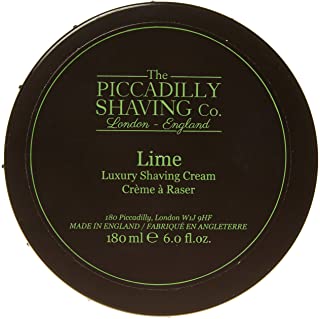 The
PICCADILLY
SHAVING Co.
London - England
Lime
Luxury Shaving Cream
Crème à Raser
180 Piccadilly, London W1J 9HF
MADE IN ENGLAND / FABRIQUÉ EN ANGLETERRE
180 ml ℮ 6.0 fl.oz.